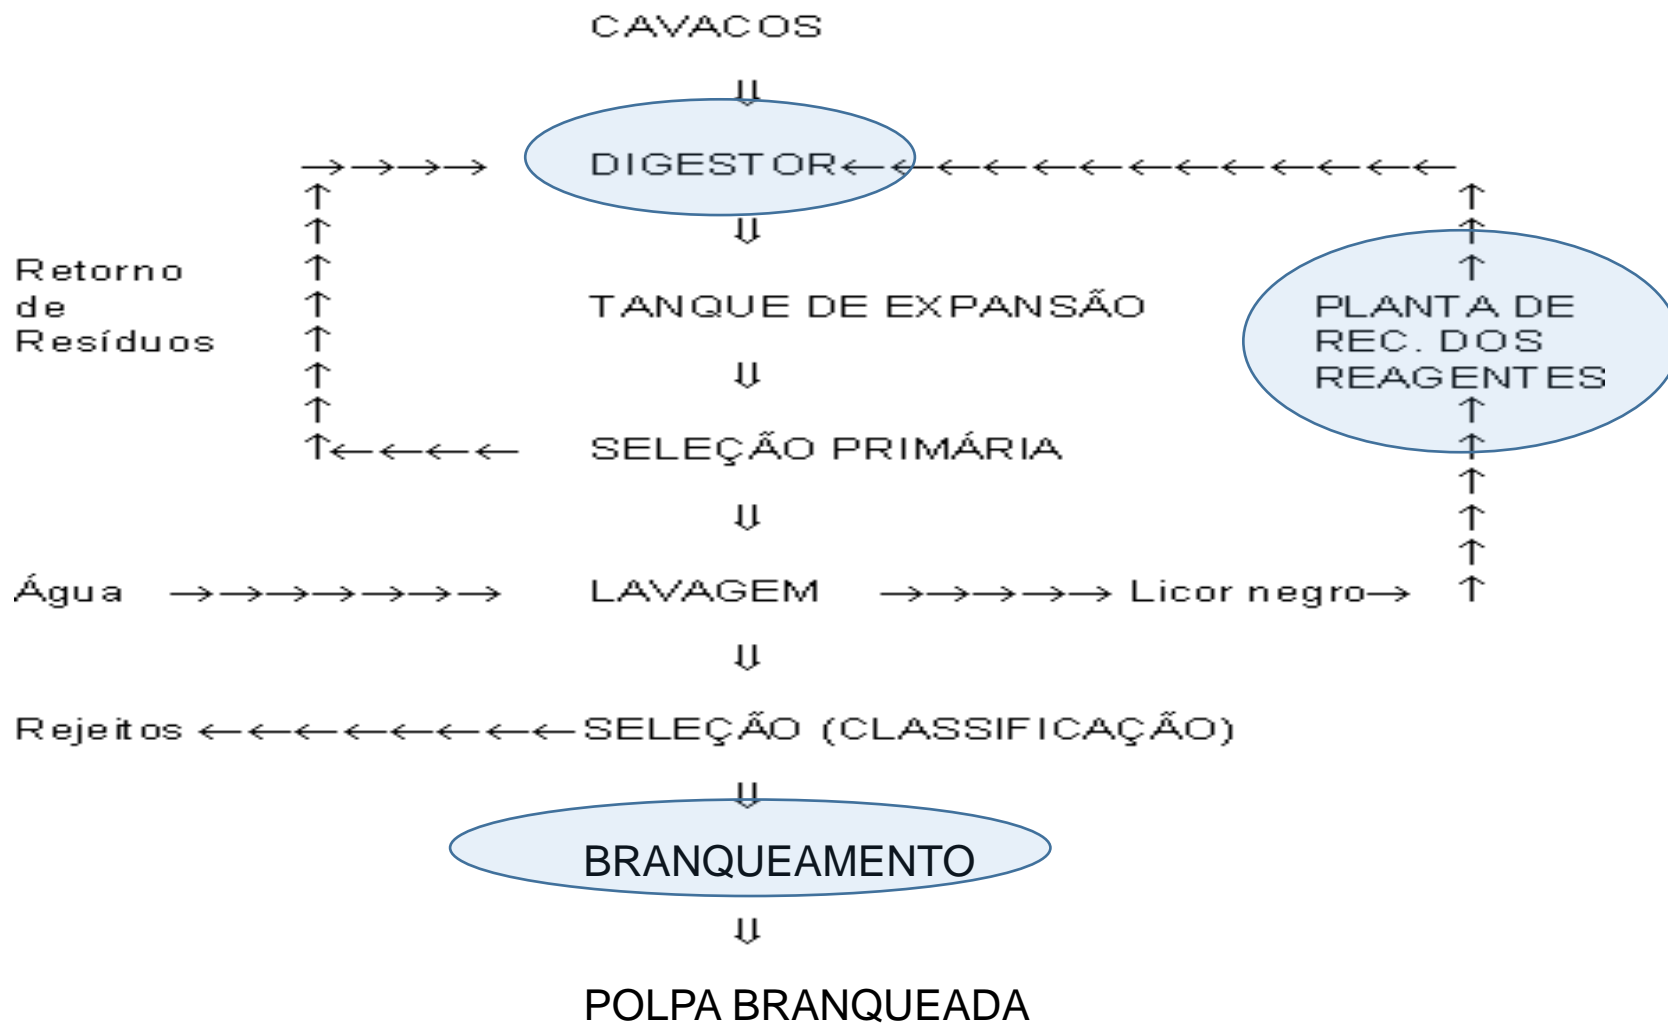 CAVACOS
DIGESTOR
Retorno
de
Resíduos
TANQUE DE EXPANSÃO
PLANTA DE
REC. DOS
REAGENTES
SELEÇÃO PRIMÁRIA
Água
LAVAGEM
Licor negro
Rejeitos
SELEÇÃO (CLASSIFICAÇÃO)
BRANQUEAMENTO
POLPA BRANQUEADA